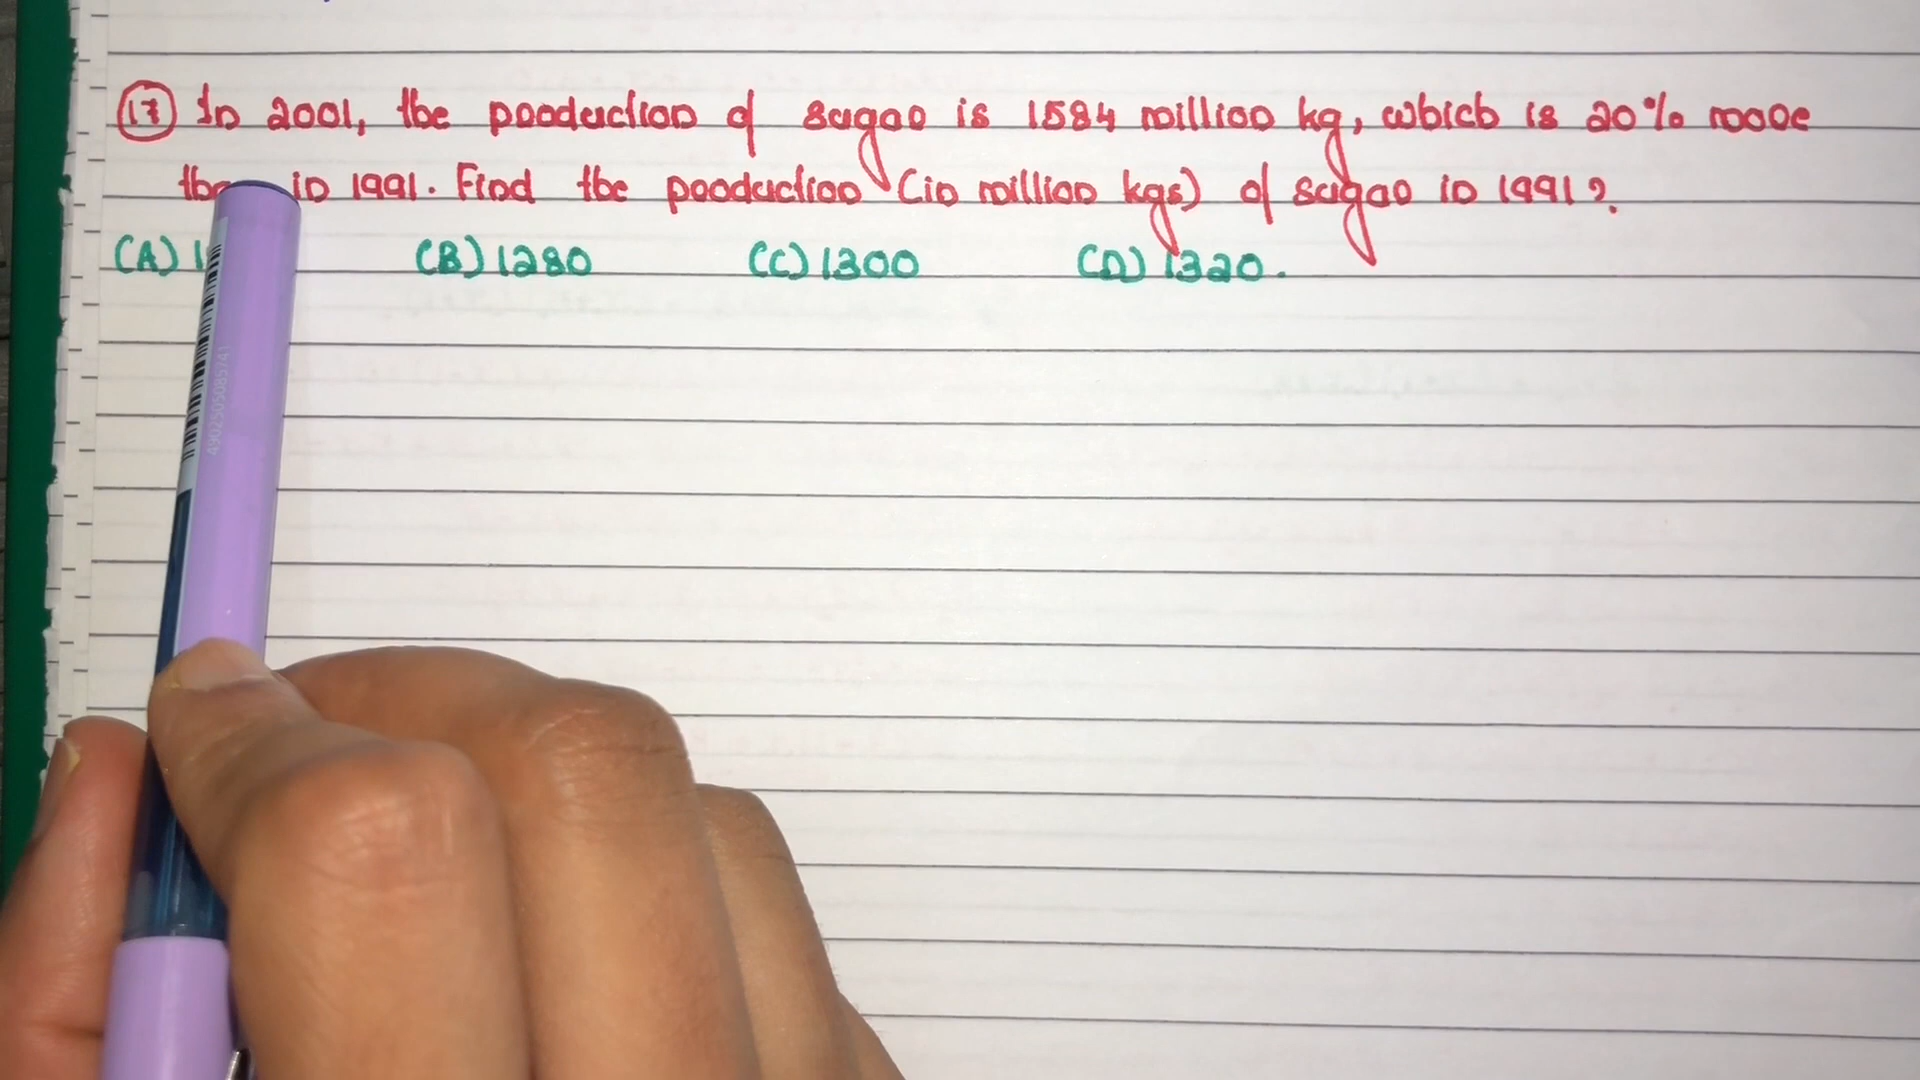 (17) In 2001, the production of sugar is 1584 million kg, which is 20% more
in 1991. Find the production (in million kgs) of sugar in 1991?
(A) (B) 1280 (C) 1300 (D) 1320.
4902505085741